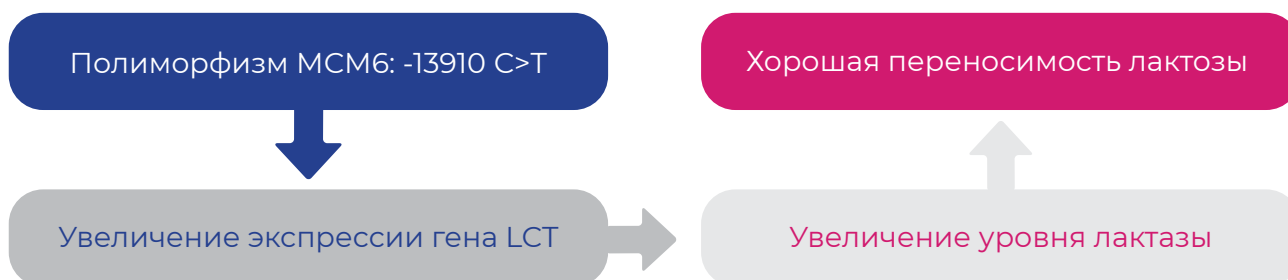 Полиморфизм MCM6: -13910 C>T
Хорошая переносимость лактозы
Увеличение экспрессии гена LCT
Увеличение уровня лактазы